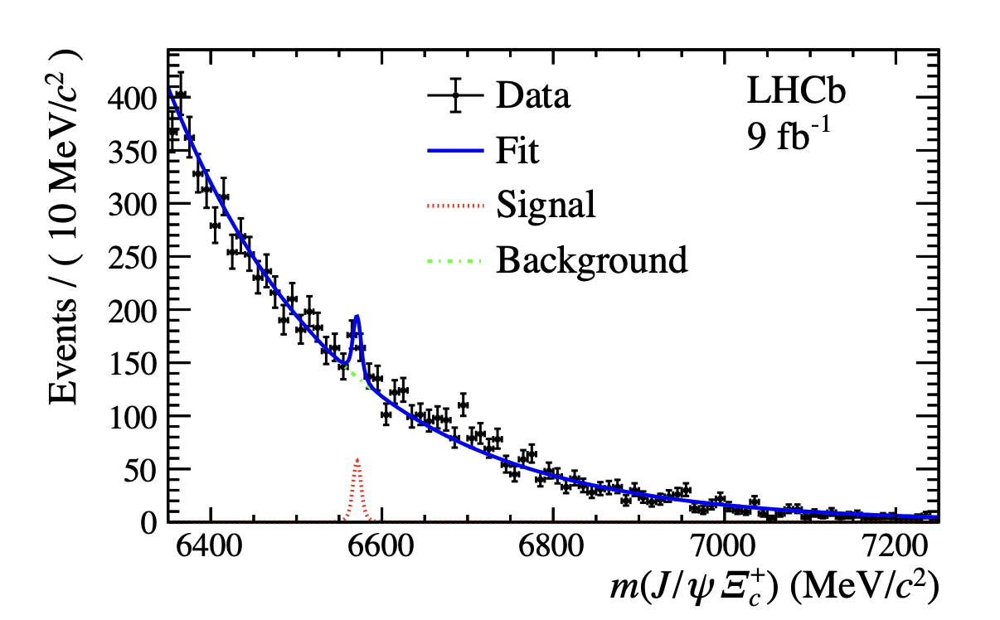 Events / ( 10 MeV/c²)
400
350
300
250
200
150
100
50
0
Data
Fit
Signal
Background
LHCb
9 fb⁻¹
6400 6600 6800 7000 7200
m(J/ψ Ξc⁺) (MeV/c²)